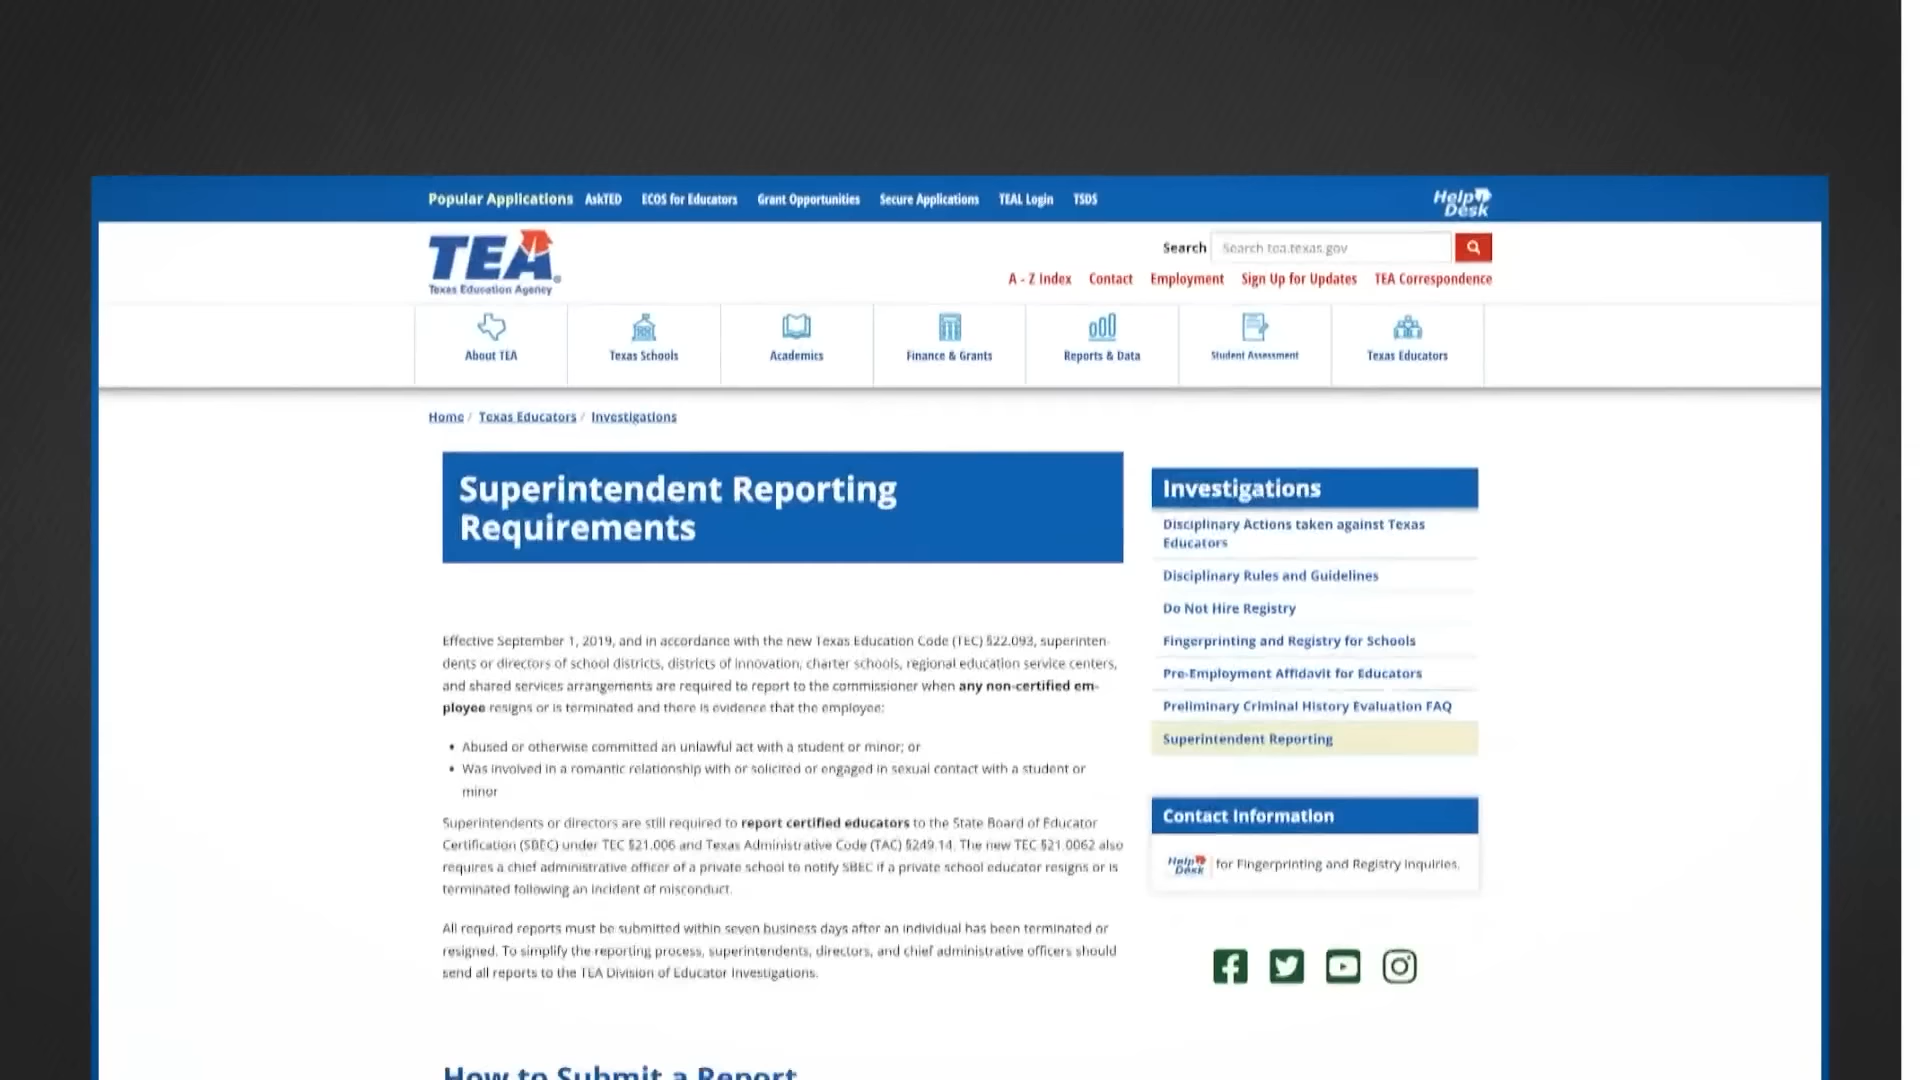 Popular Applications AskTED ECOS for Educators Grant Opportunities Secure Applications TEAL Login TSDS
Help Desk
TEA
Texas Education Agency
Search Search tea.texas.gov
A - Z Index Contact Employment Sign Up for Updates TEA Correspondence
About TEA Texas Schools Academics Finance & Grants Reports & Data Student Assessment Texas Educators
Home / Texas Educators / Investigations
Superintendent Reporting
Requirements
Effective September 1, 2019, and in accordance with the new Texas Education Code (TEC) §22.093, superinten-
dents or directors of school districts, districts of innovation, charter schools, regional education service centers,
and shared services arrangements are required to report to the commissioner when any non-certified em-
ployee resigns or is terminated and there is evidence that the employee:
• Abused or otherwise committed an unlawful act with a student or minor; or
• Was involved in a romantic relationship with or solicited or engaged in sexual contact with a student or
minor
Superintendents or directors are still required to report certified educators to the State Board of Educator
Certification (SBEC) under TEC §21.006 and Texas Administrative Code (TAC) §249.14. The new TEC §21.0062 also
requires a chief administrative officer of a private school to notify SBEC if a private school educator resigns or is
terminated following an incident of misconduct.
All required reports must be submitted within seven business days after an individual has been terminated or
resigned. To simplify the reporting process, superintendents, directors, and chief administrative officers should
send all reports to the TEA Division of Educator Investigations.
How to Submit a Report
Investigations
Disciplinary Actions taken against Texas
Educators
Disciplinary Rules and Guidelines
Do Not Hire Registry
Fingerprinting and Registry for Schools
Pre-Employment Affidavit for Educators
Preliminary Criminal History Evaluation FAQ
Superintendent Reporting
Contact Information
Help Desk for Fingerprinting and Registry Inquiries.